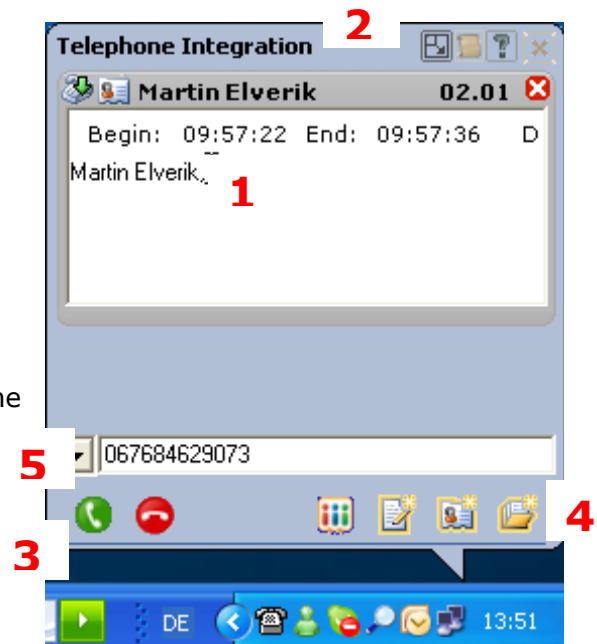 2
Telephone Integration
Martin Elverik 02.01
Begin: 09:57:22 End: 09:57:36 D
Martin Elverik,
1
ne
5
067684629073
4
3
DE 13:51